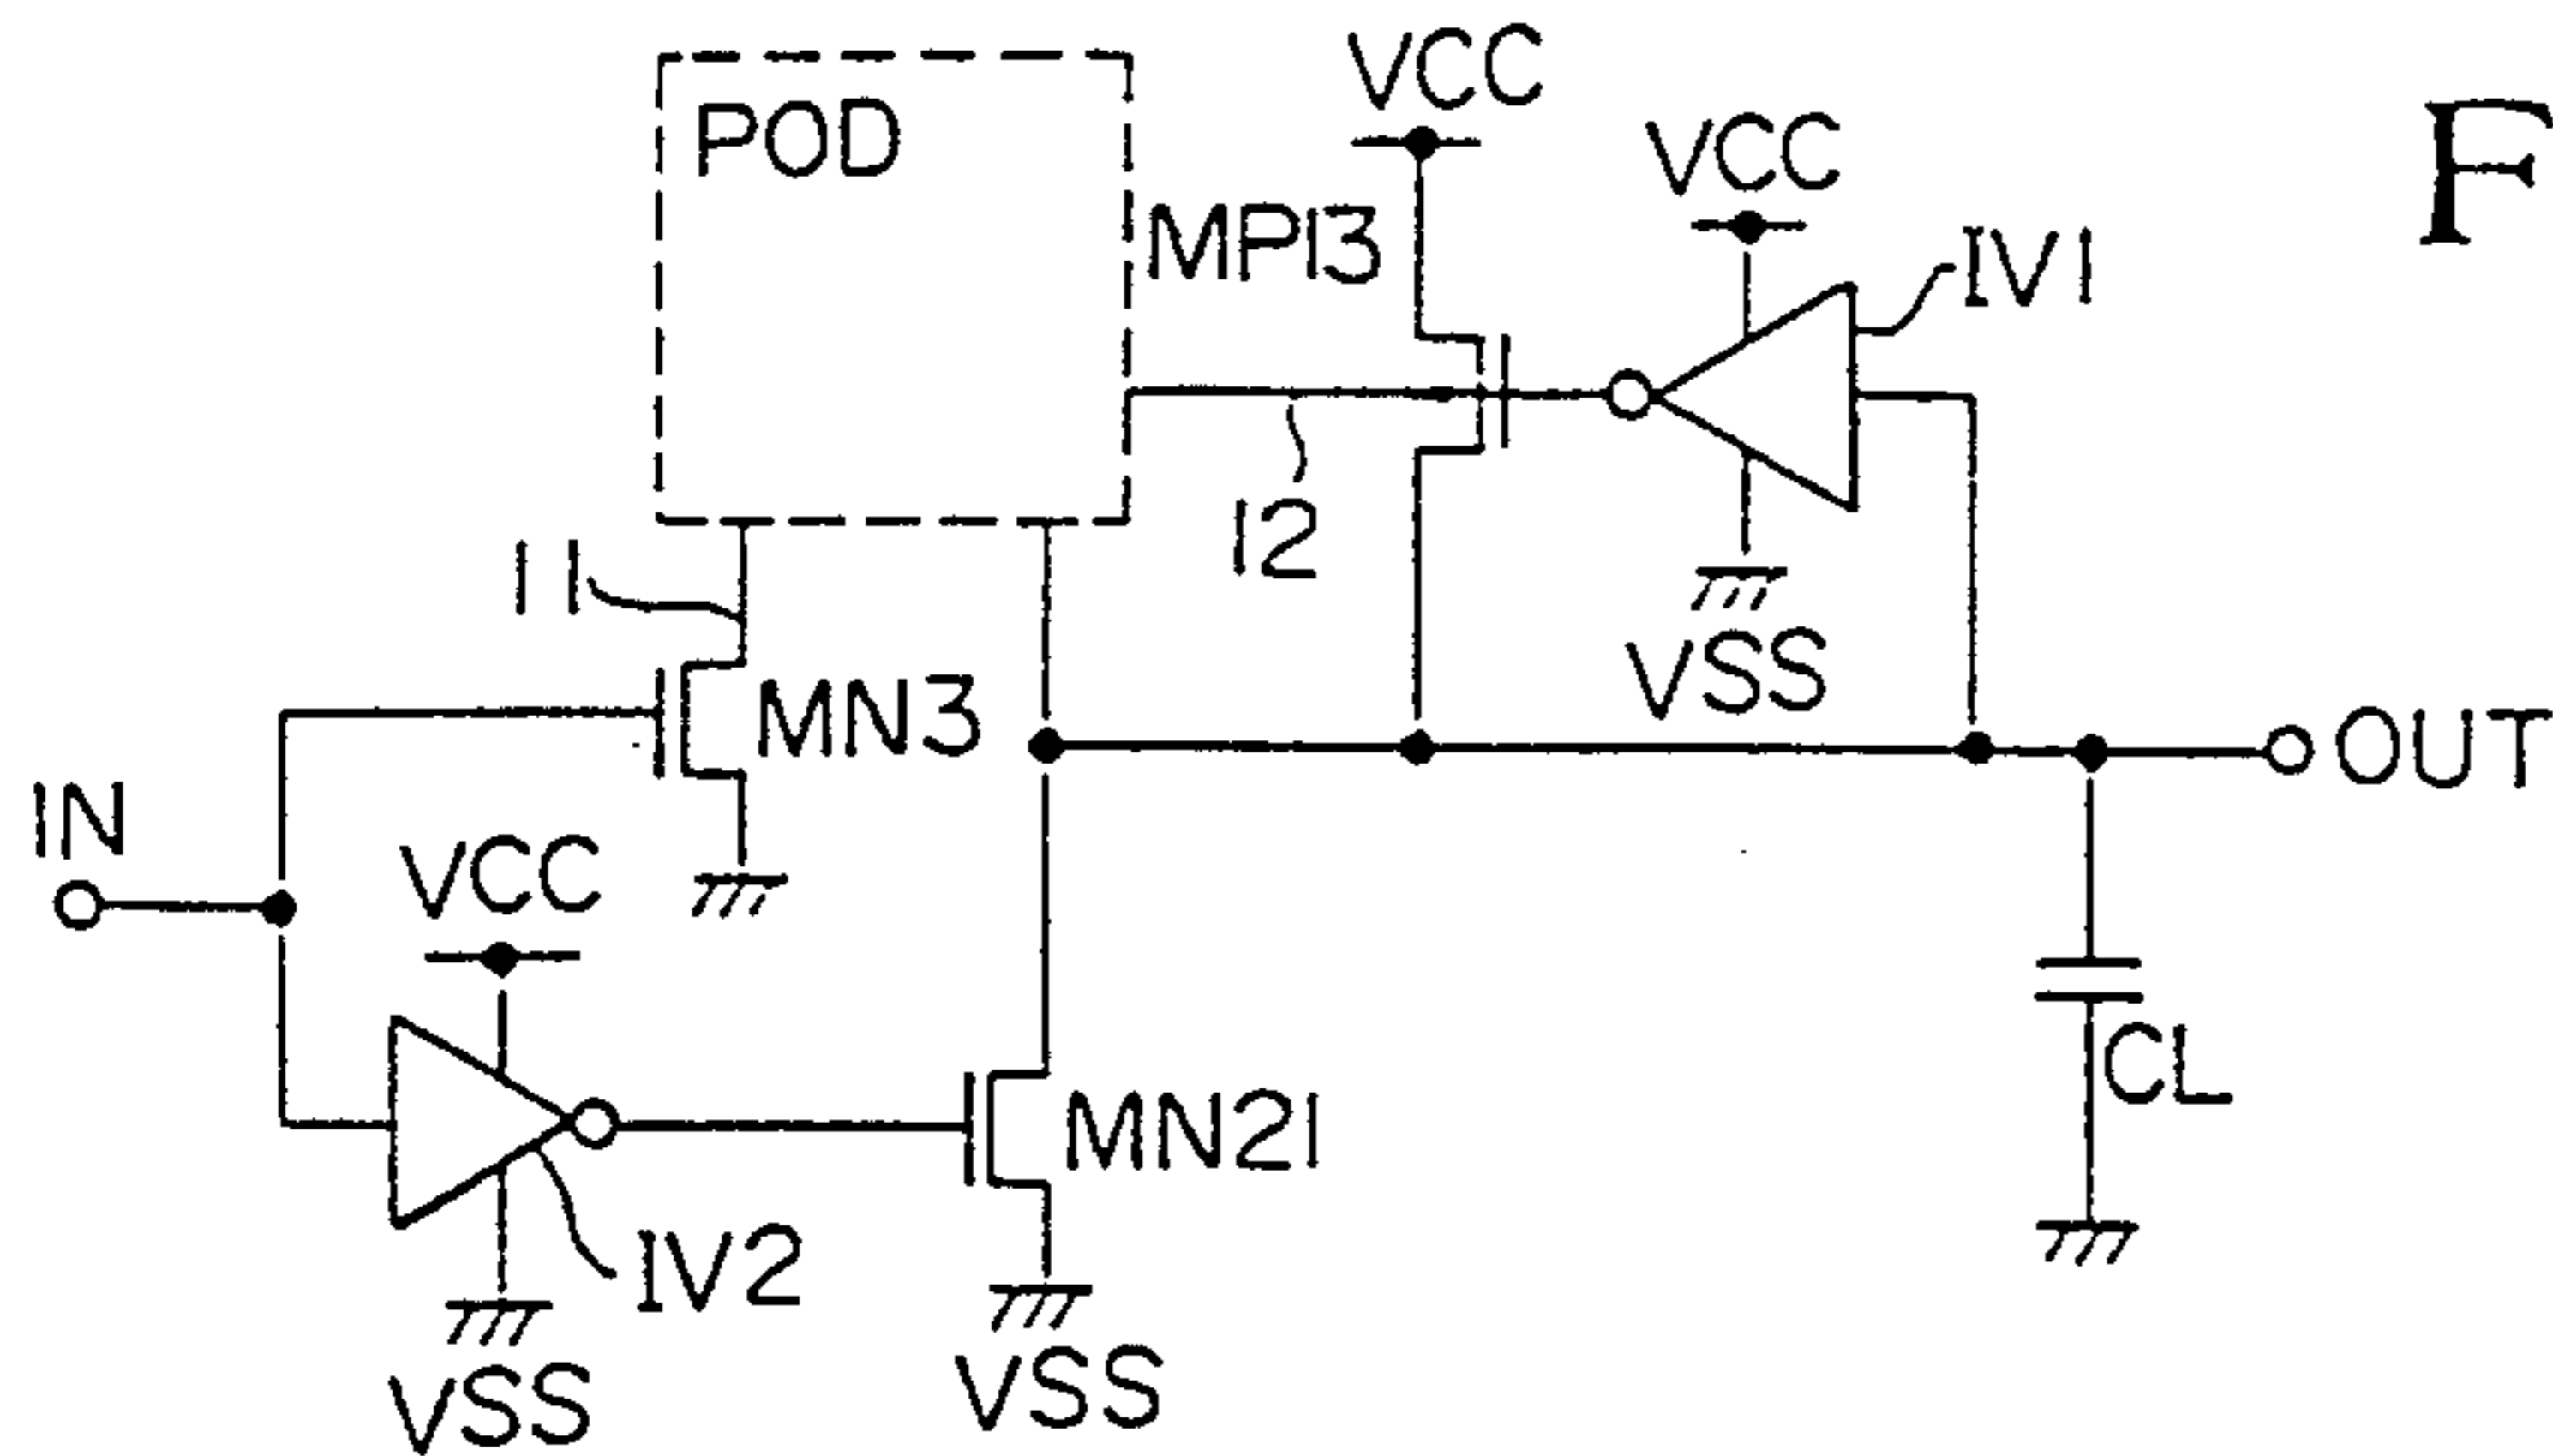 POD
VCC
F
MP13
VCC
IV1
12
11
VSS
MN3
OUT
IN
VCC
CL
MN21
IV2
VSS
VSS